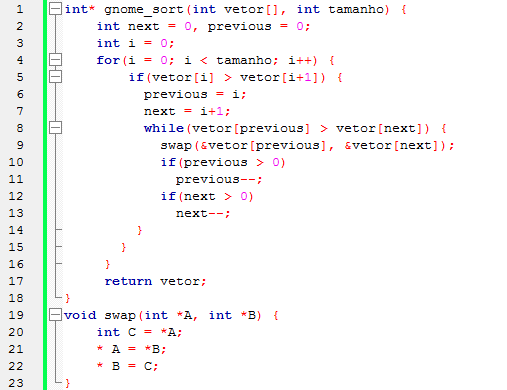 1 int* gnome_sort(int vetor[], int tamanho) {
2 int next = 0, previous = 0;
3 int i = 0;
4 for(i = 0; i < tamanho; i++) {
5 if(vetor[i] > vetor[i+1]) {
6 previous = i;
7 next = i+1;
8 while(vetor[previous] > vetor[next]) {
9 swap(&vetor[previous], &vetor[next]);
10 if(previous > 0)
11 previous--;
12 if(next > 0)
13 next--;
14 }
15 }
16 }
17 return vetor;
18 }
19 void swap(int *A, int *B) {
20 int C = *A;
21 * A = *B;
22 * B = C;
23 }